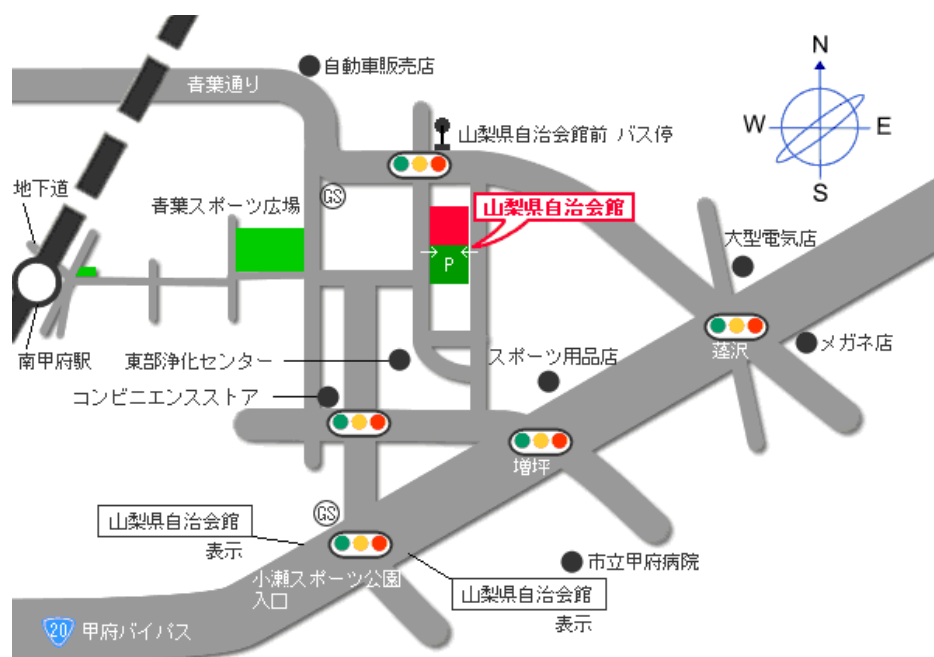 自動車販売店
青葉通り
N
W
E
S
山梨県自治会館前 バス停
地下道
GS
青葉スポーツ広場
山梨県自治会館
P
大型電気店
南甲府駅
東部浄化センター
スポーツ用品店
蓬沢
メガネ店
コンビニエンスストア
増坪
GS
山梨県自治会館
表示
市立甲府病院
小瀬スポーツ公園
入口
山梨県自治会館
表示
20
甲府バイパス